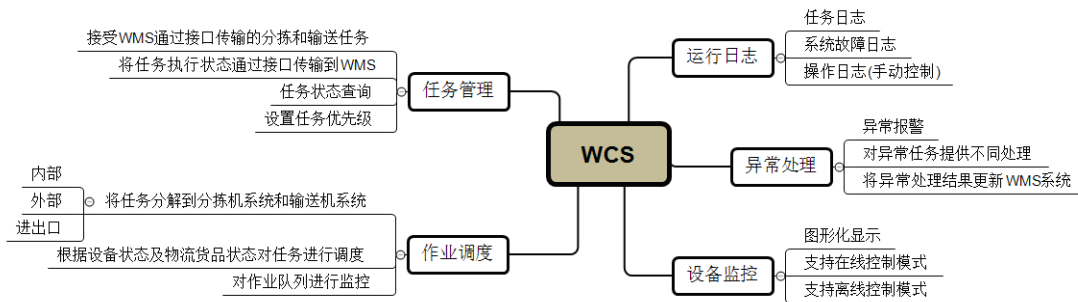 WCS
任务管理
接受WMS通过接口传输的分拣和输送任务
将任务执行状态通过接口传输到WMS
任务状态查询
设置任务优先级
作业调度
将任务分解到分拣机系统和输送机系统
内部
外部
进出口
根据设备状态及物流货品状态对任务进行调度
对作业队列进行监控
运行日志
任务日志
系统故障日志
操作日志(手动控制)
异常处理
异常报警
对异常任务提供不同处理
将异常处理结果更新WMS系统
设备监控
图形化显示
支持在线控制模式
支持离线控制模式